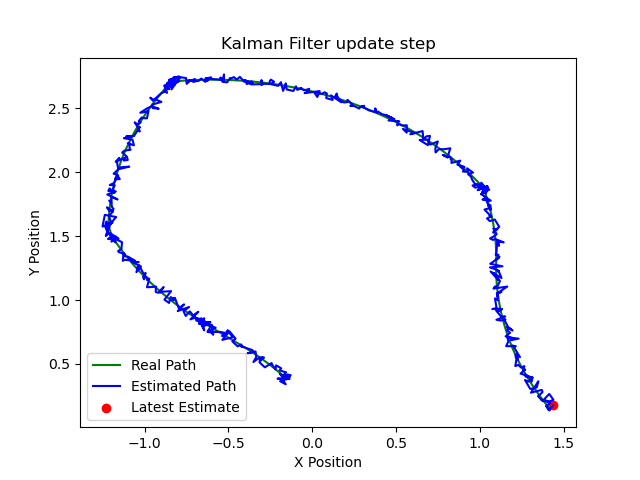 Kalman Filter update step
Y Position
2.5
2.0
1.5
1.0
0.5
Real Path
Estimated Path
Latest Estimate
−1.0
−0.5
0.0
0.5
1.0
1.5
X Position